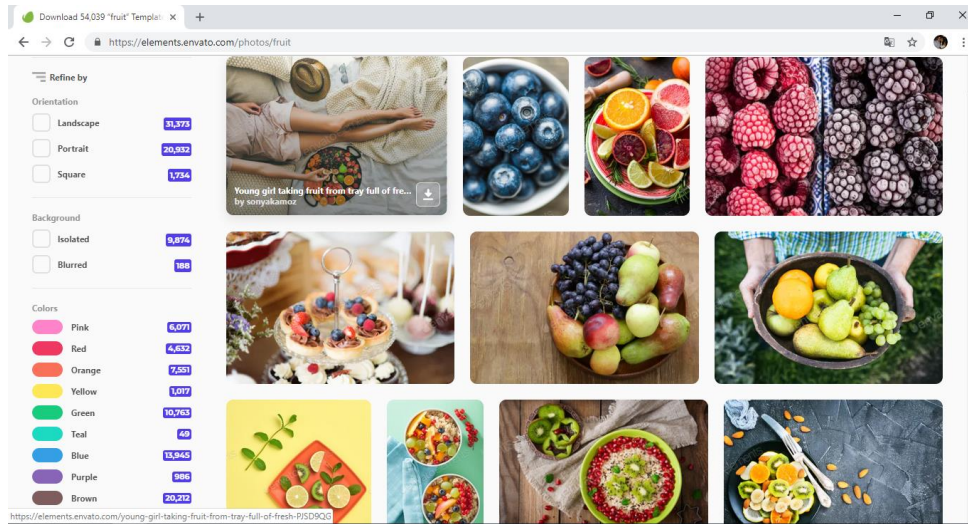 Download 54,039 "fruit" Templat
https://elements.envato.com/photos/fruit
Refine by
Orientation
Landscape 31,373
Portrait 20,932
Square 1,734
Background
Isolated 9,874
Blurred 188
Colors
Pink 6,071
Red 4,632
Orange 7,551
Yellow 1,017
Green 10,763
Teal 49
Blue 13,945
Purple 986
Brown 20,212
Young girl taking fruit from tray full of fre...
by sonyakamoz
https://elements.envato.com/young-girl-taking-fruit-from-tray-full-of-fresh-PJSD9QG